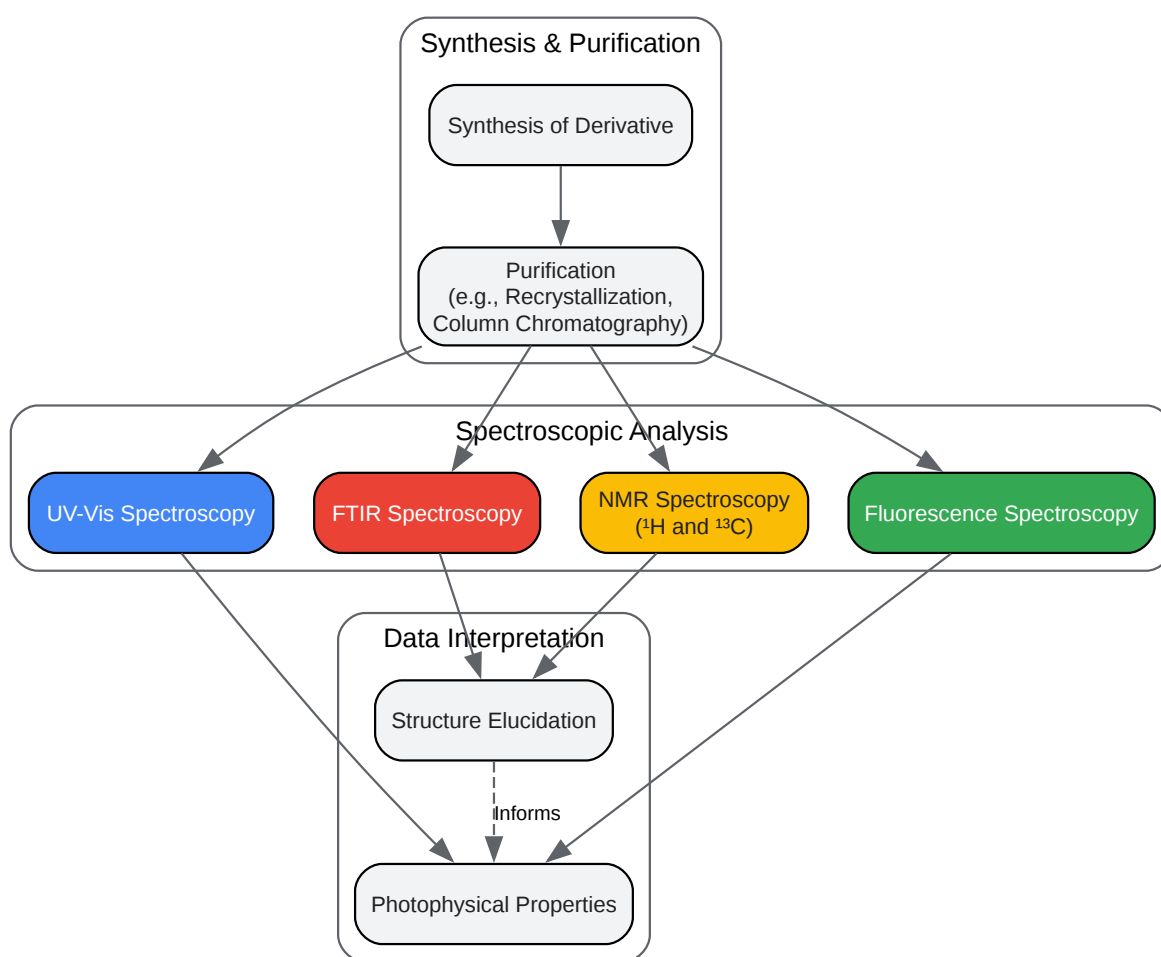 Synthesis & Purification
Synthesis of Derivative
Purification
(e.g., Recrystallization,
Column Chromatography)
Spectroscopic Analysis
UV-Vis Spectroscopy
FTIR Spectroscopy
NMR Spectroscopy
(¹H and ¹³C)
Fluorescence Spectroscopy
Data Interpretation
Structure Elucidation
Informs
Photophysical Properties